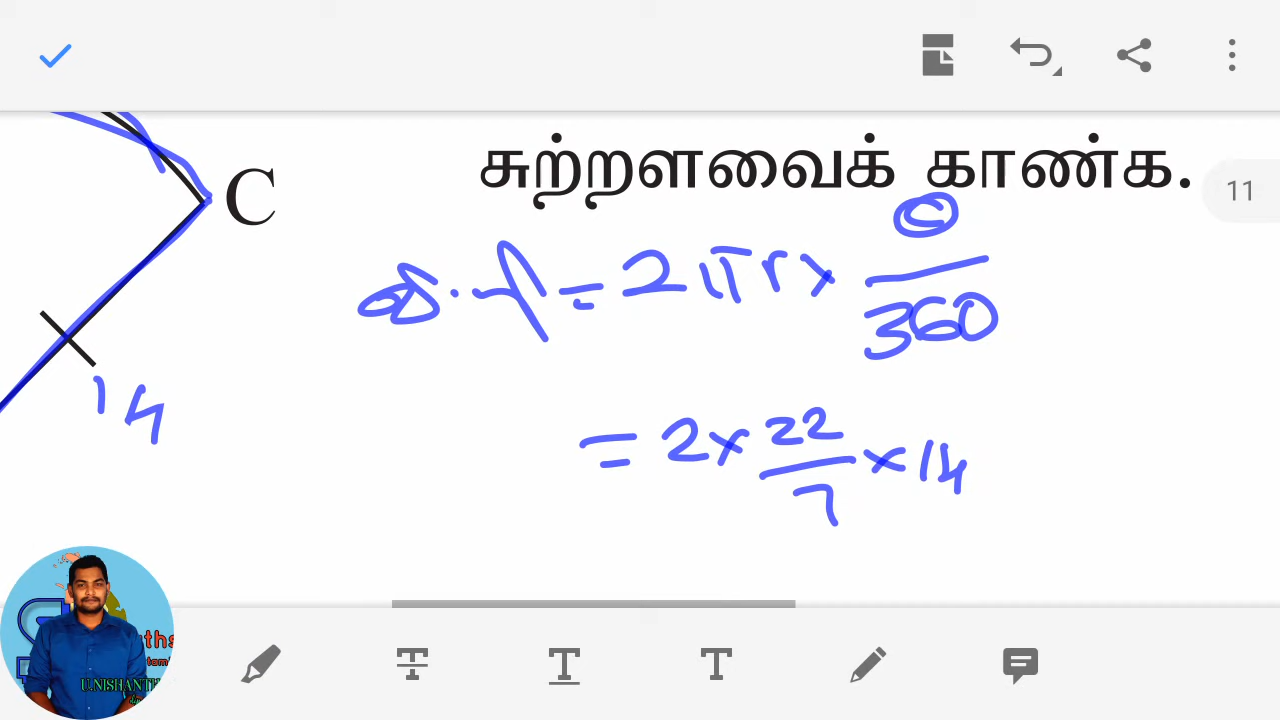 சுற்றளவைக் காண்க.
11
C
வி.நீ = 2πr × θ/360
14
= 2 × 22/7 × 14
U.NISHANTH